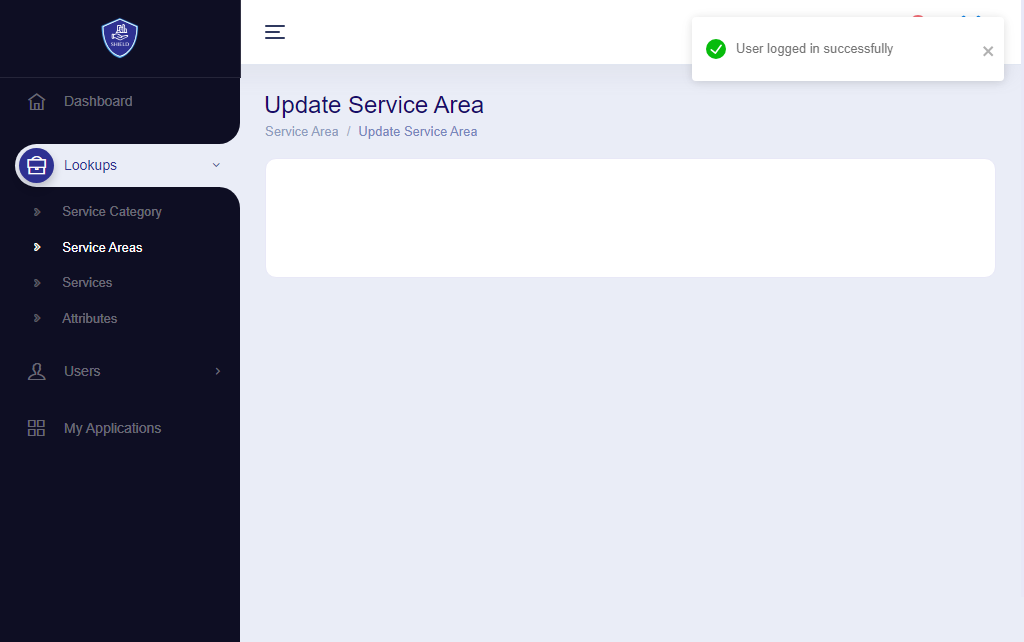 SHIELD
User logged in successfully
Dashboard
Update Service Area
Service Area / Update Service Area
Lookups
Service Category
Service Areas
Services
Attributes
Users
My Applications